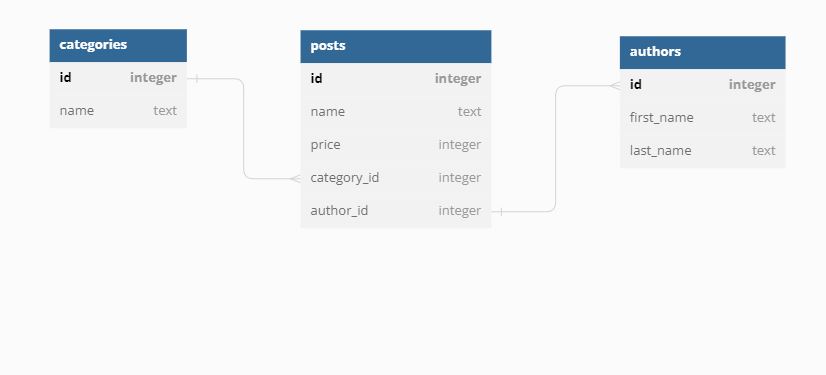 categories
id integer
name text
posts
id integer
name text
price integer
category_id integer
author_id integer
authors
id integer
first_name text
last_name text